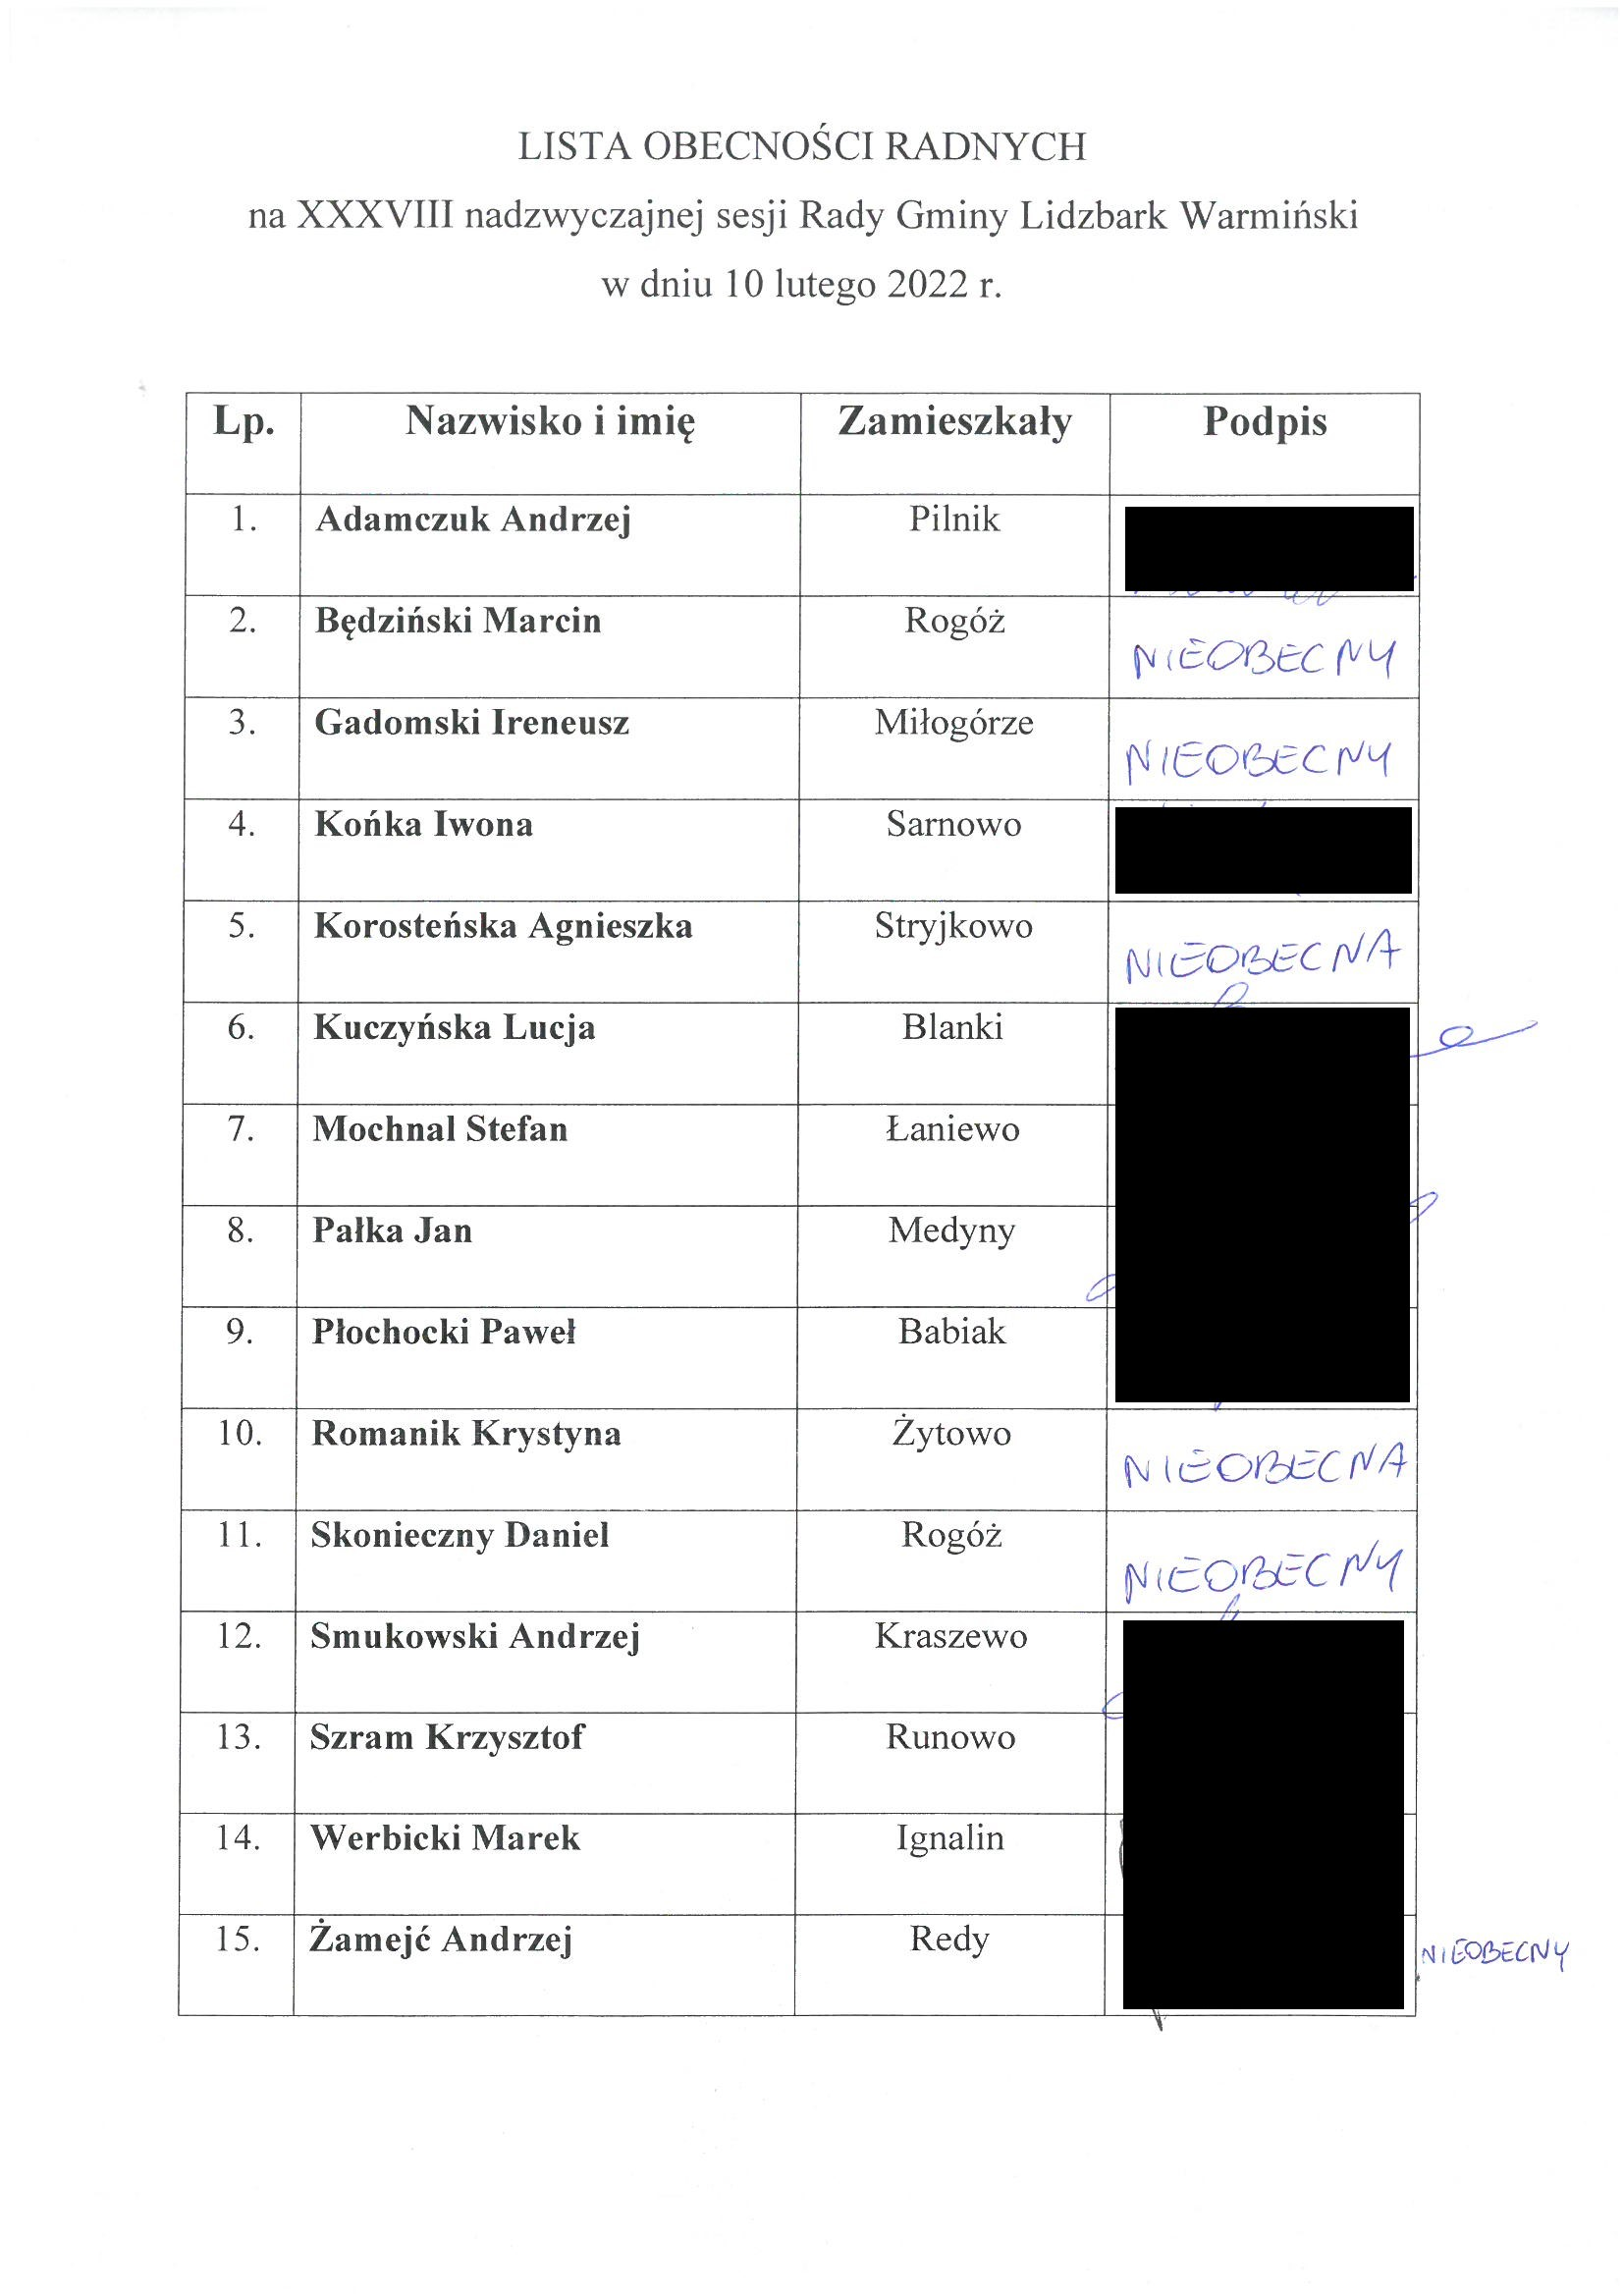 LISTA OBECNOŚCI RADNYCH
na XXXVIII nadzwyczajnej sesji Rady Gminy Lidzbark Warmiński
w dniu 10 lutego 2022 r.
Lp. Nazwisko i imię Zamieszkały Podpis
1. Adamczuk Andrzej Pilnik
2. Będziński Marcin Rogóż NIEOBECNY
3. Gadomski Ireneusz Miłogórze NIEOBECNY
4. Końka Iwona Sarnowo
5. Korosteńska Agnieszka Stryjkowo NIEOBECNA
6. Kuczyńska Lucja Blanki
7. Mochnal Stefan Łaniewo
8. Pałka Jan Medyny
9. Płochocki Paweł Babiak
10. Romanik Krystyna Żytowo NIEOBECNA
11. Skonieczny Daniel Rogóż NIEOBECNY
12. Smukowski Andrzej Kraszewo
13. Szram Krzysztof Runowo
14. Werbicki Marek Ignalin
15. Żamejć Andrzej Redy NIEOBECNY